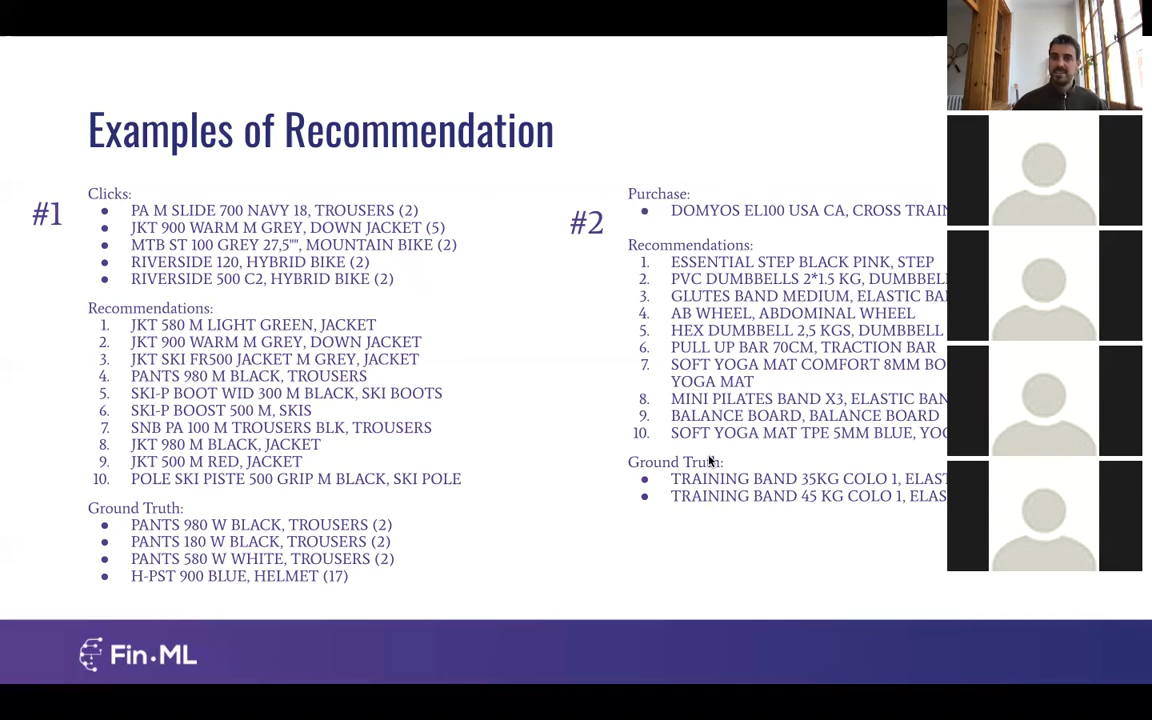 Examples of Recommendation
#1
Clicks:
● PA M SLIDE 700 NAVY 18, TROUSERS (2)
● JKT 900 WARM M GREY, DOWN JACKET (5)
● MTB ST 100 GREY 27,5"", MOUNTAIN BIKE (2)
● RIVERSIDE 120, HYBRID BIKE (2)
● RIVERSIDE 500 C2, HYBRID BIKE (2)
Recommendations:
1. JKT 580 M LIGHT GREEN, JACKET
2. JKT 900 WARM M GREY, DOWN JACKET
3. JKT SKI FR500 JACKET M GREY, JACKET
4. PANTS 980 M BLACK, TROUSERS
5. SKI-P BOOT WID 300 M BLACK, SKI BOOTS
6. SKI-P BOOST 500 M, SKIS
7. SNB PA 100 M TROUSERS BLK, TROUSERS
8. JKT 980 M BLACK, JACKET
9. JKT 500 M RED, JACKET
10. POLE SKI PISTE 500 GRIP M BLACK, SKI POLE
Ground Truth:
● PANTS 980 W BLACK, TROUSERS (2)
● PANTS 180 W BLACK, TROUSERS (2)
● PANTS 580 W WHITE, TROUSERS (2)
● H-PST 900 BLUE, HELMET (17)
#2
Purchase:
● DOMYOS EL100 USA CA, CROSS
Recommendations:
1. ESSENTIAL STEP BLACK PINK, STEP
2. PVC DUMBBELLS 2*1.5 KG,
3. GLUTES BAND MEDIUM, ELASTIC
4. AB WHEEL, ABDOMINAL WHEEL
5. HEX DUMBBELL 2,5 KGS, DUMBBELL
6. PULL UP BAR 70CM, TRACTION BAR
7. SOFT YOGA MAT COMFORT 8MM
YOGA MAT
8. MINI PILATES BAND X3, ELASTIC
9. BALANCE BOARD, BALANCE BOARD
10. SOFT YOGA MAT TPE 5MM BLUE,
Ground Truth:
● TRAINING BAND 35KG COLO 1,
● TRAINING BAND 45 KG COLO 1,
Fin·ML